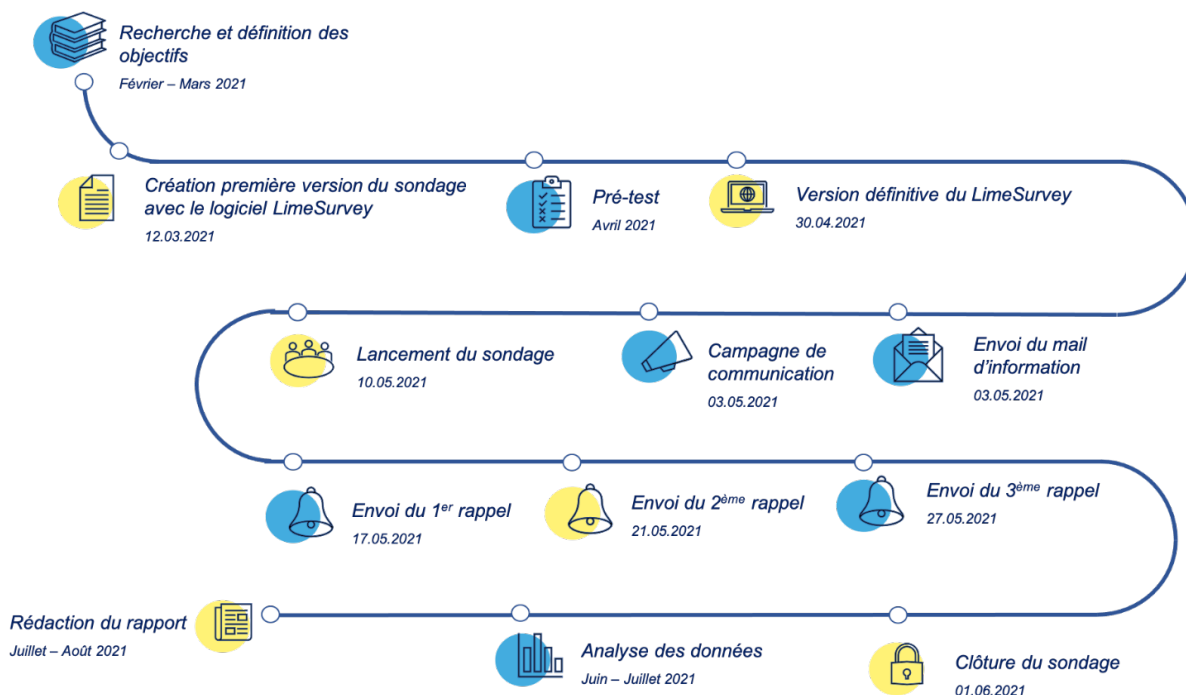 Recherche et définition des
objectifs
Février – Mars 2021
Création première version du sondage
avec le logiciel LimeSurvey
12.03.2021
Pré-test
Avril 2021
Version définitive du LimeSurvey
30.04.2021
Envoi du mail
d’information
03.05.2021
Campagne de
communication
03.05.2021
Lancement du sondage
10.05.2021
Envoi du 1er rappel
17.05.2021
Envoi du 2ème rappel
21.05.2021
Envoi du 3ème rappel
27.05.2021
Clôture du sondage
01.06.2021
Analyse des données
Juin – Juillet 2021
Rédaction du rapport
Juillet – Août 2021